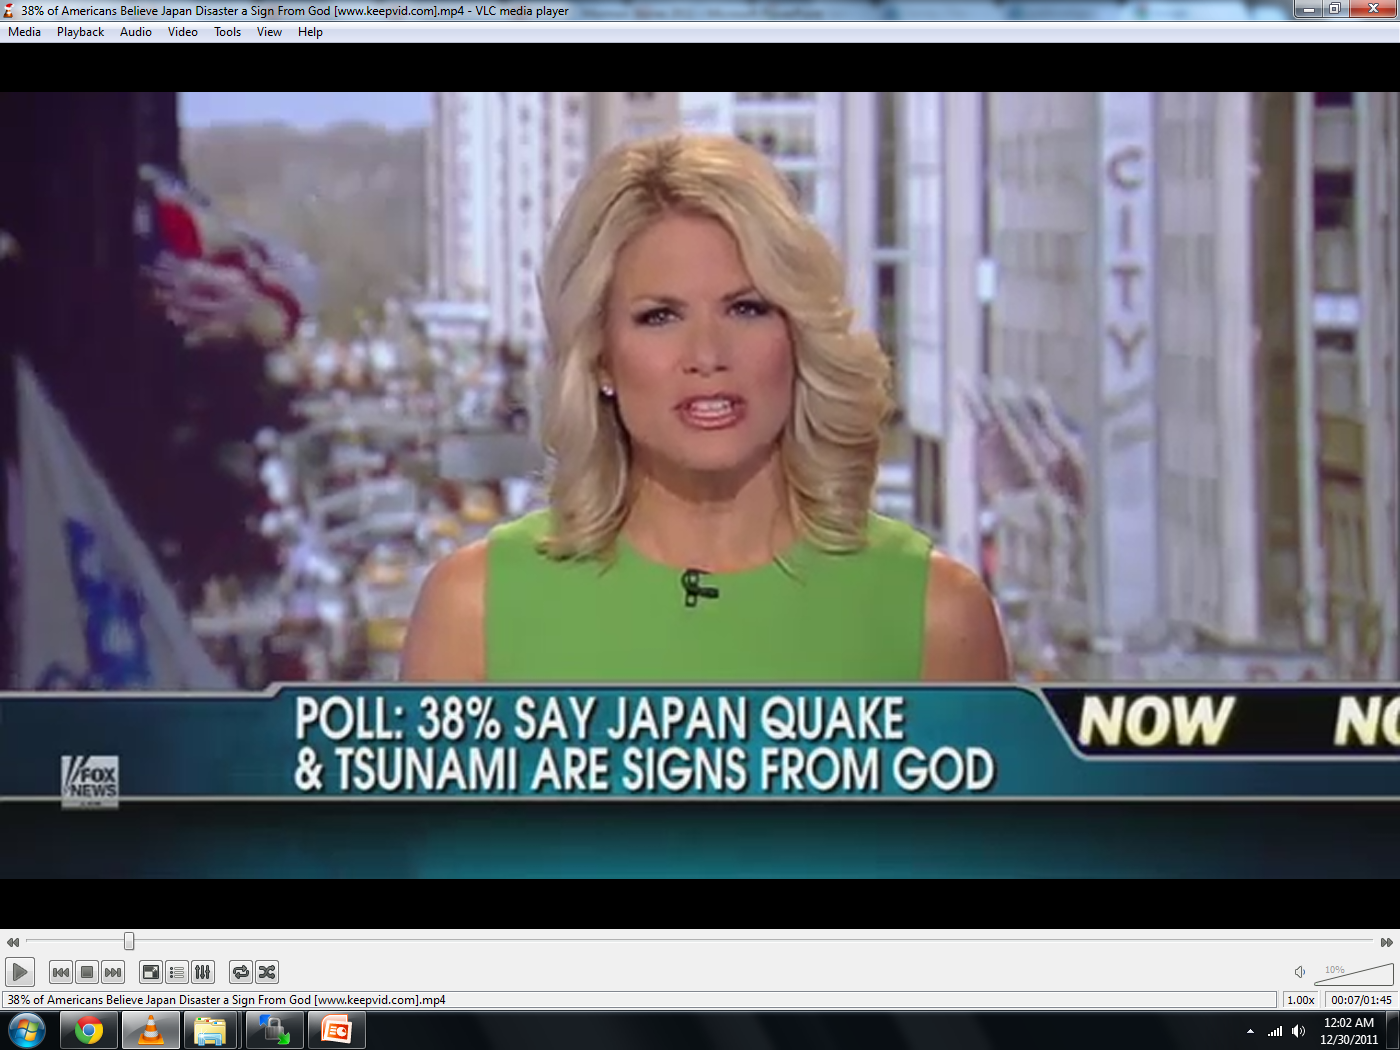 38% of Americans Believe Japan Disaster a Sign From God [www.keepvid.com].mp4 - VLC media player
Media Playback Audio Video Tools View Help
CITY
POLL: 38% SAY JAPAN QUAKE
& TSUNAMI ARE SIGNS FROM GOD
NOW NO
FOX
NEWS
10%
38% of Americans Believe Japan Disaster a Sign From God [www.keepvid.com].mp4
1.00x 00:07/01:45
12:02 AM
12/30/2011